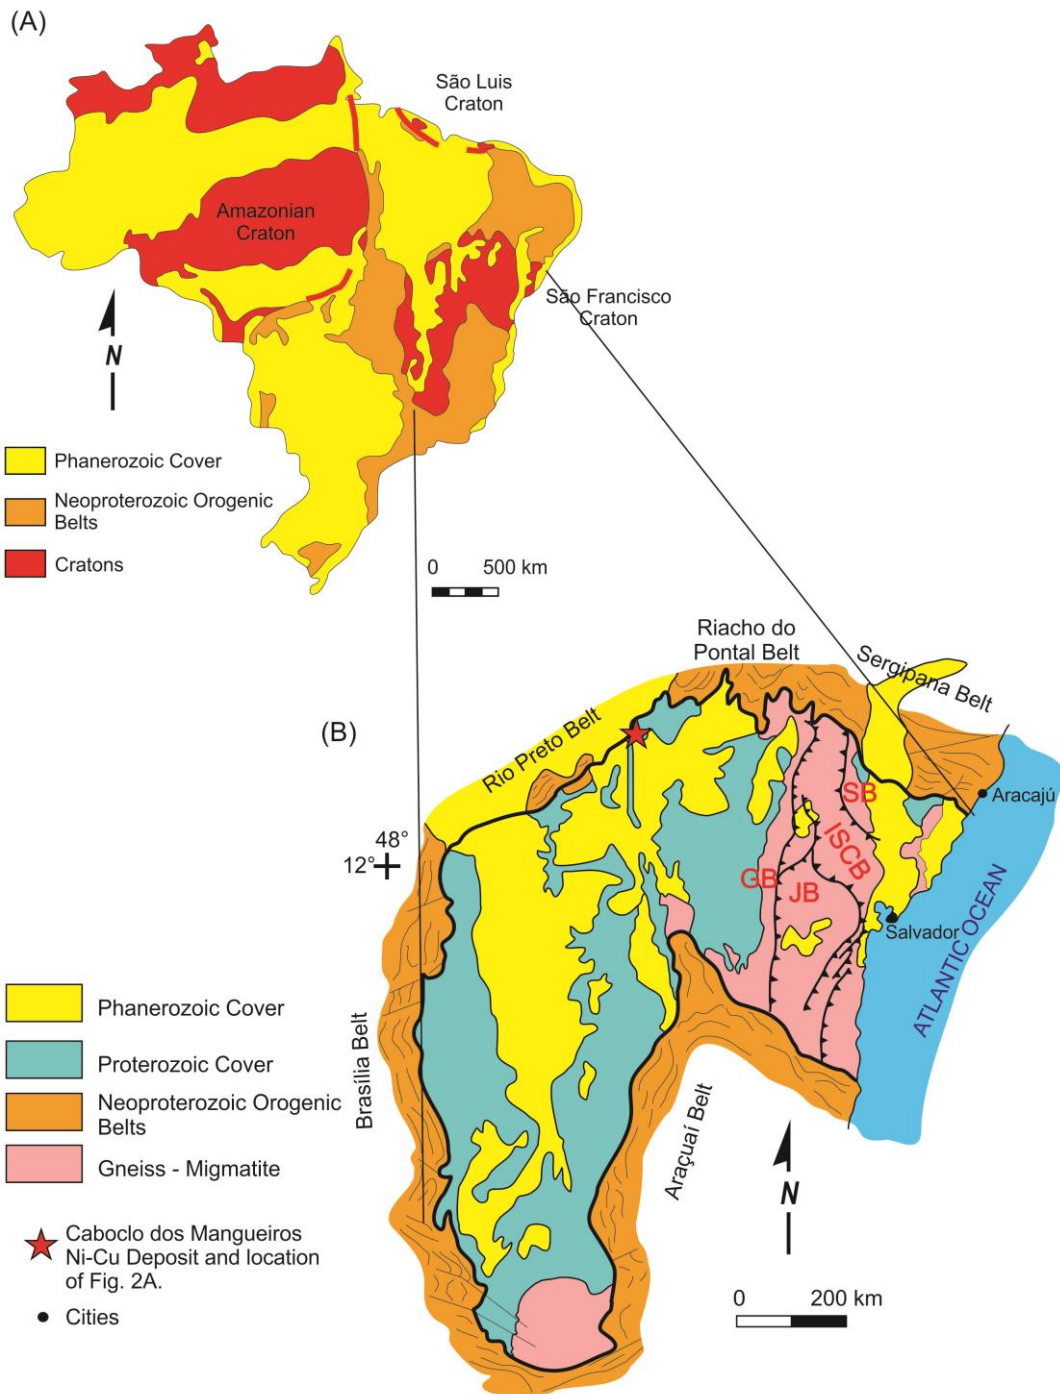 (A)
São Luis
Craton
Amazonian
Craton
São Francisco
Craton
N
Phanerozoic Cover
Neoproterozoic Orogenic
Belts
Cratons
0 500 km
Riacho do
Pontal Belt
Sergipana Belt
(B)
Rio Preto Belt
SB
Aracajú
48°
12°
ISCB
GB
JB
Salvador
ATLANTIC OCEAN
Phanerozoic Cover
Proterozoic Cover
Brasília Belt
Neoproterozoic Orogenic
Belts
Araçuaí Belt
Gneiss - Migmatite
N
Caboclo dos Mangueiros
Ni-Cu Deposit and location
of Fig. 2A.
Cities
0 200 km